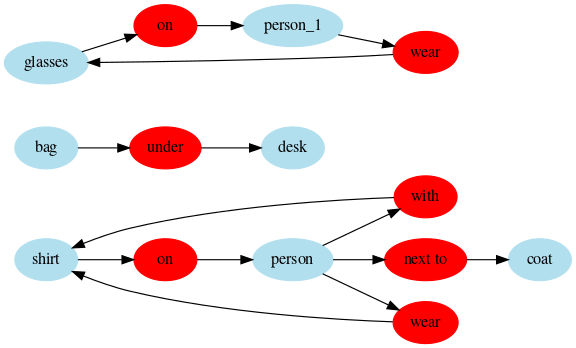 on
person_1
glasses
wear
bag
under
desk
with
shirt
on
person
next to
coat
wear